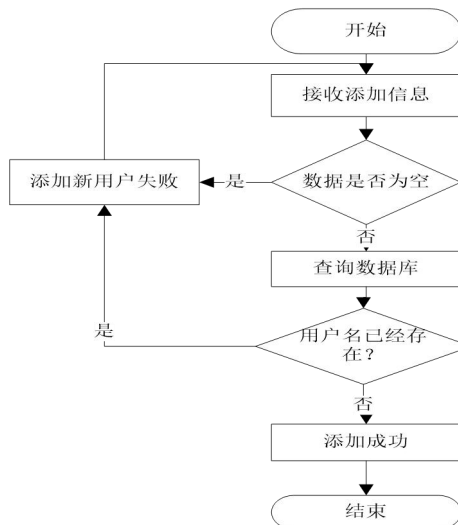 开始
接收添加信息
添加新用户失败
是
数据是否为空
否
查询数据库
是
用户名已经存
在？
否
添加成功
结束